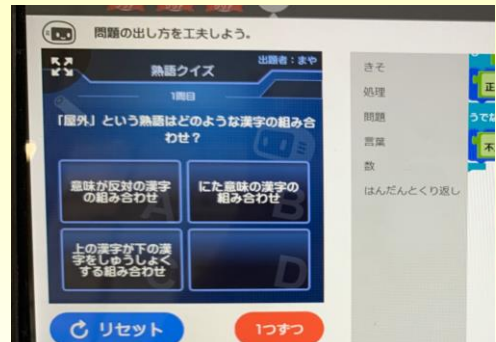 問題の出し方を工夫しよう。
出題者：まや
熟語クイズ
1問目
「屋外」という熟語はどのような漢字の組み合
わせ？
意味が反対の漢字
の組み合わせ
にた意味の漢字の
組み合わせ
上の漢字が下の漢
字をしゅうしょく
する組み合わせ
A
B
C
D
リセット
1つずつ
きそ
処理
問題
言葉
数
はんだんとくり返し
正
うでな
不